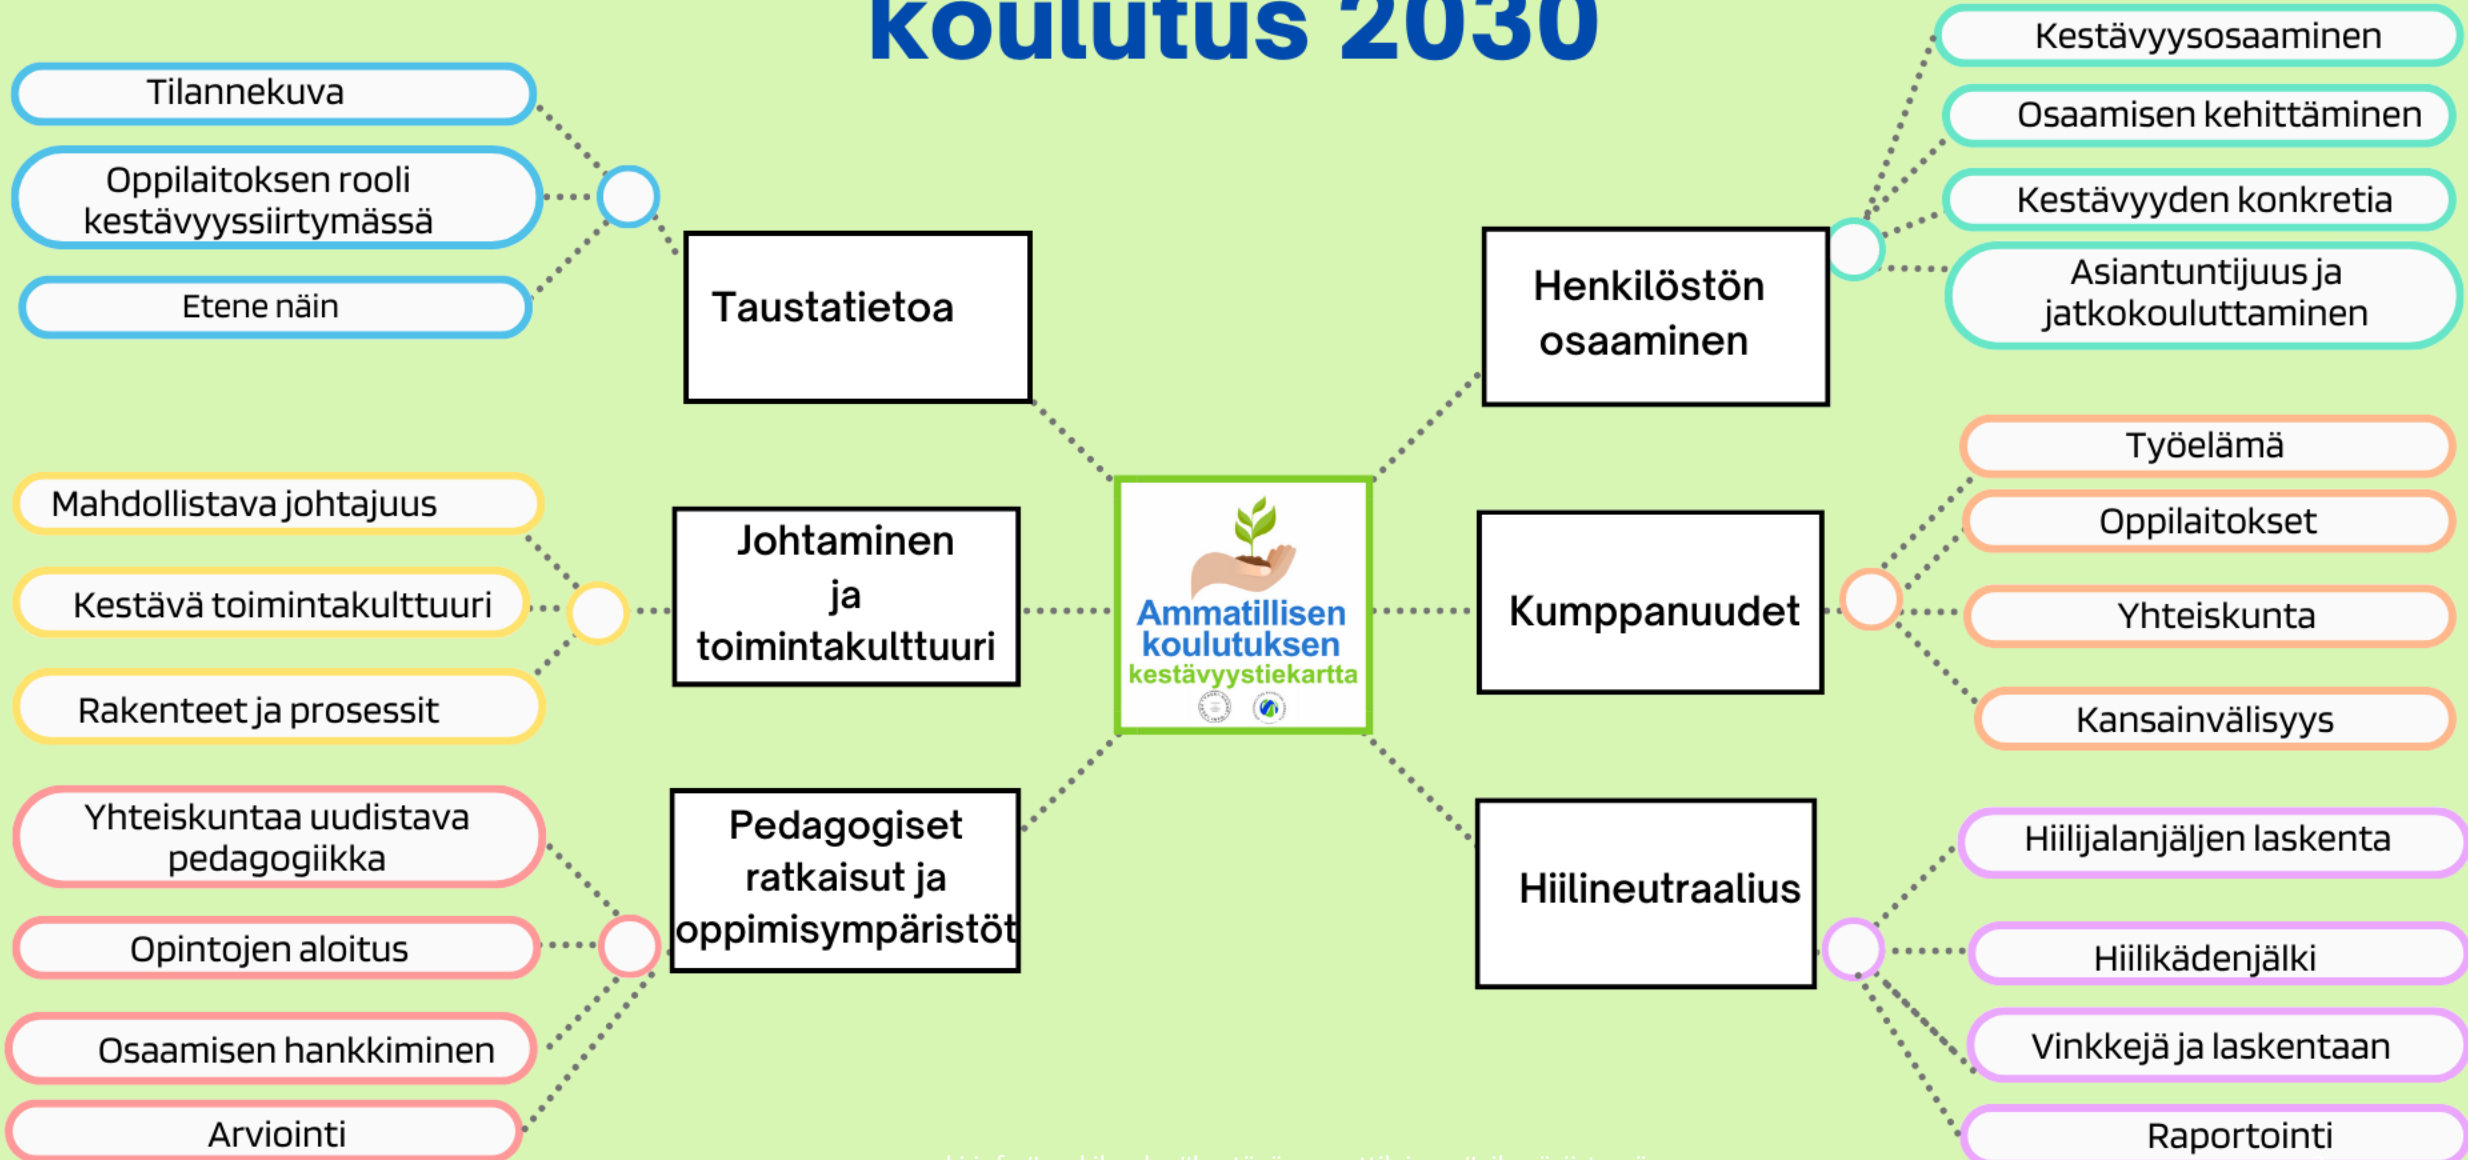 koulutus 2030
Tilannekuva
Oppilaitoksen rooli
kestävyyssiirtymässä
Etene näin
Taustatietoa
Mahdollistava johtajuus
Kestävä toimintakulttuuri
Rakenteet ja prosessit
Johtaminen
ja
toimintakulttuuri
Yhteiskuntaa uudistava
pedagogiikka
Opintojen aloitus
Osaamisen hankkiminen
Arviointi
Pedagogiset
ratkaisut ja
oppimisympäristöt
Ammatillisen
koulutuksen
kestävyystiekartta
Henkilöstön
osaaminen
Kestävyysosaaminen
Osaamisen kehittäminen
Kestävyyden konkretia
Asiantuntijuus ja
jatkokouluttaminen
Kumppanuudet
Työelämä
Oppilaitokset
Yhteiskunta
Kansainvälisyys
Hiilineutraalius
Hiilijalanjäljen laskenta
Hiilikädenjälki
Vinkkejä ja laskentaan
Raportointi